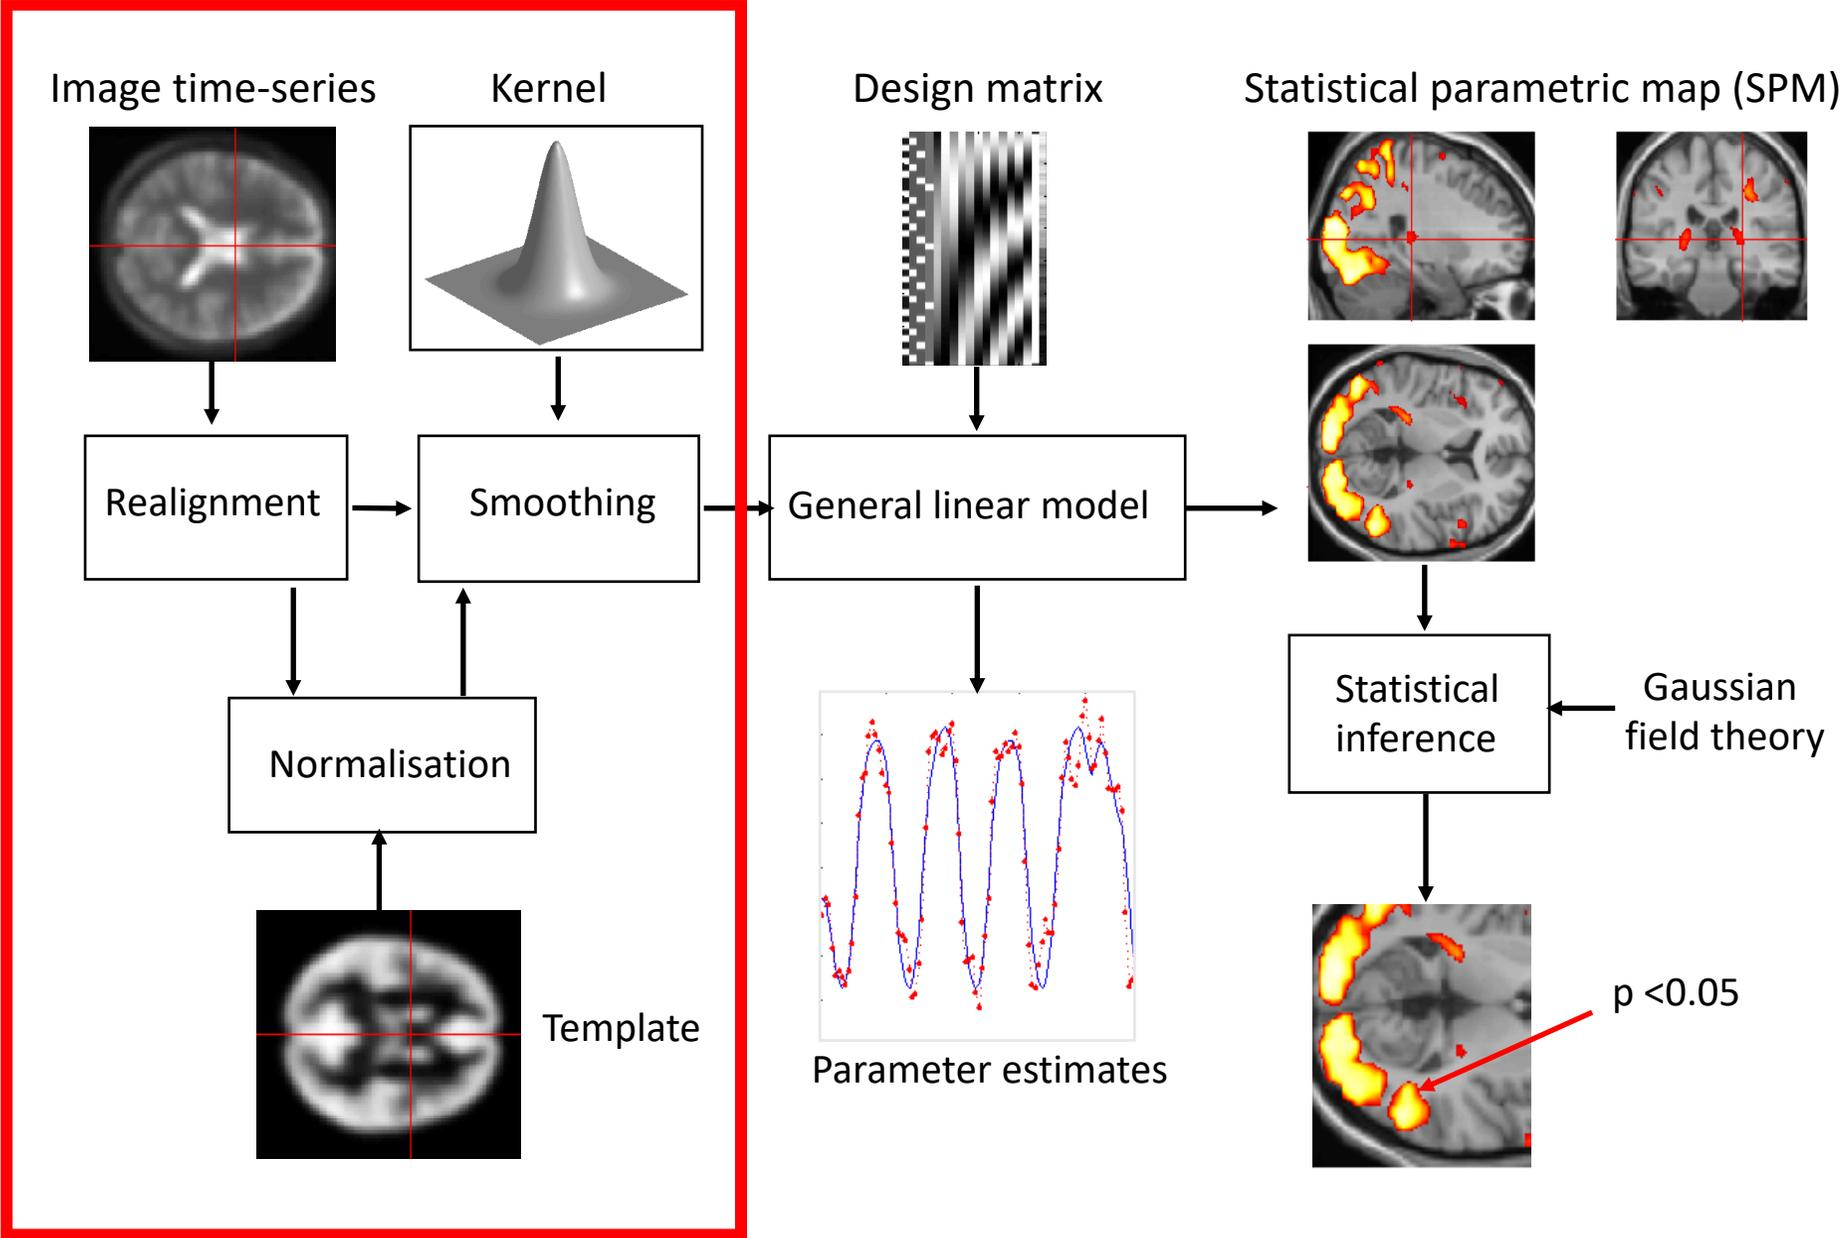 Image time-series
Kernel
Design matrix
Statistical parametric map (SPM)
Realignment
Smoothing
General linear model
Normalisation
Statistical
inference
Gaussian
field theory
Template
Parameter estimates
p <0.05